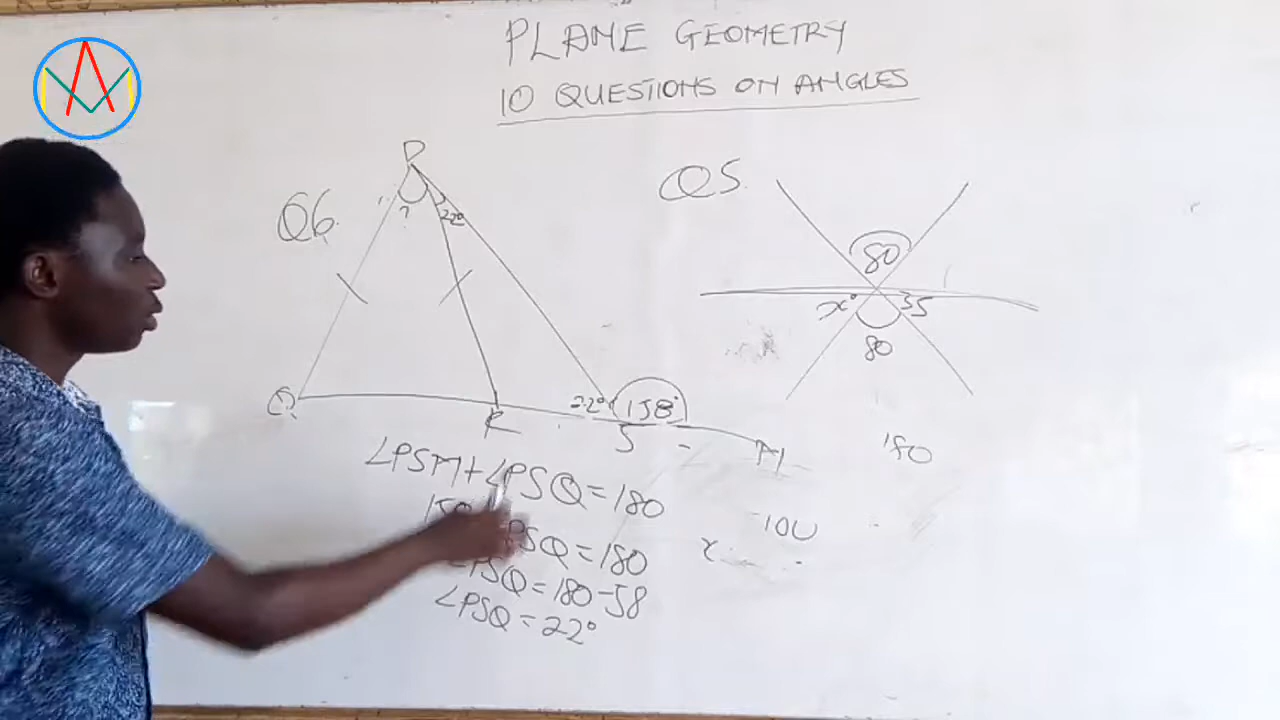 PLANE GEOMETRY
10 QUESTIONS ON ANGLES
Q6.
P
?
22°
Q
R
22°
158°
S
M
∠PSM+∠PSQ=180
PSQ=180
PSQ=180-58
∠PSQ=22°
Q5.
80
x°
35
80
180
100
x